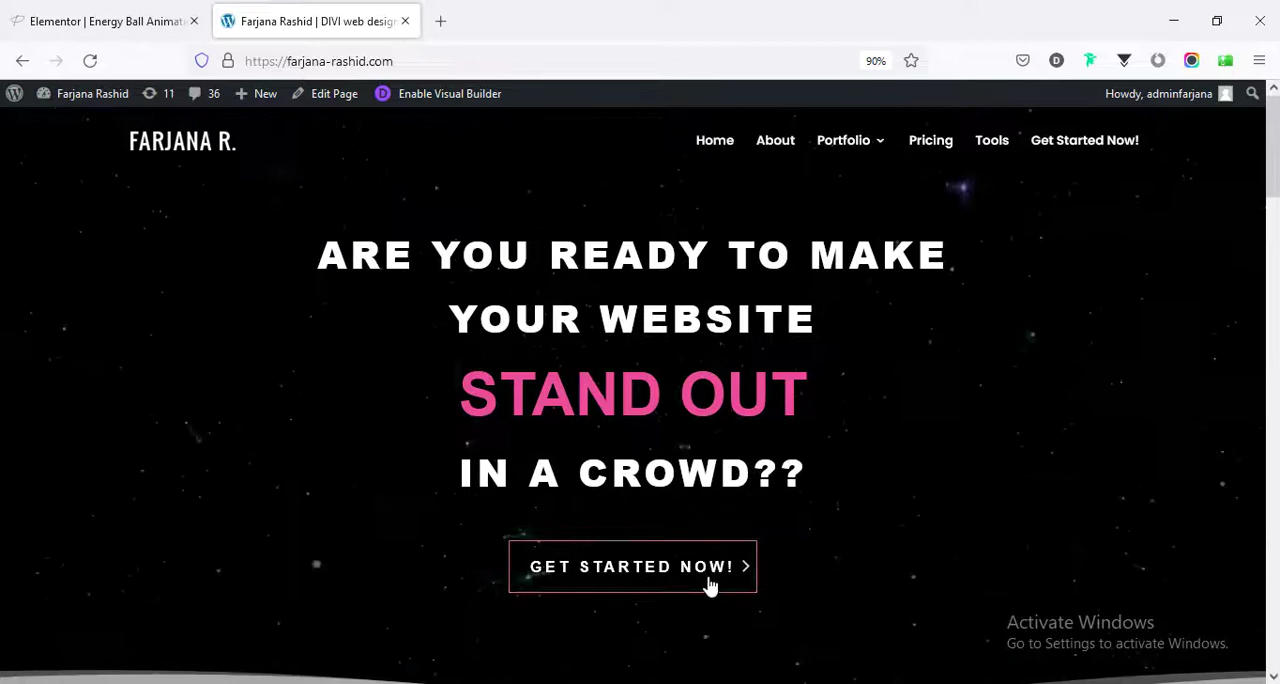 Elementor | Energy Ball Animat
Farjana Rashid | DIVI web desig
https://farjana-rashid.com
90%
Farjana Rashid
11
36
New
Edit Page
Enable Visual Builder
Howdy, adminfarjana
FARJANA R.
Home
About
Portfolio
Pricing
Tools
Get Started Now!
ARE YOU READY TO MAKE
YOUR WEBSITE
STAND OUT
IN A CROWD??
GET STARTED NOW!
Activate Windows
Go to Settings to activate Windows.